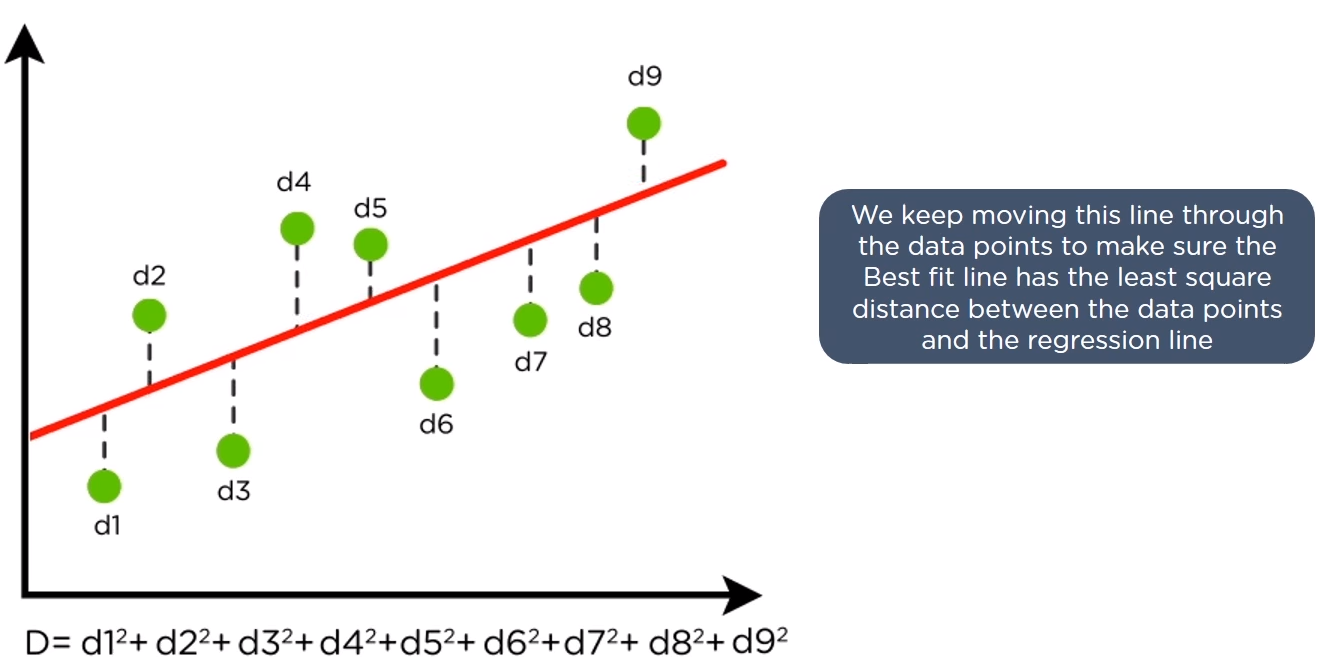 d9
d4
d5
d2
We keep moving this line through
the data points to make sure the
Best fit line has the least square
distance between the data points
and the regression line
d8
d7
d6
d3
d1
D= d1²+ d2²+ d3²+ d4²+d5²+ d6²+d7²+ d8²+ d9²